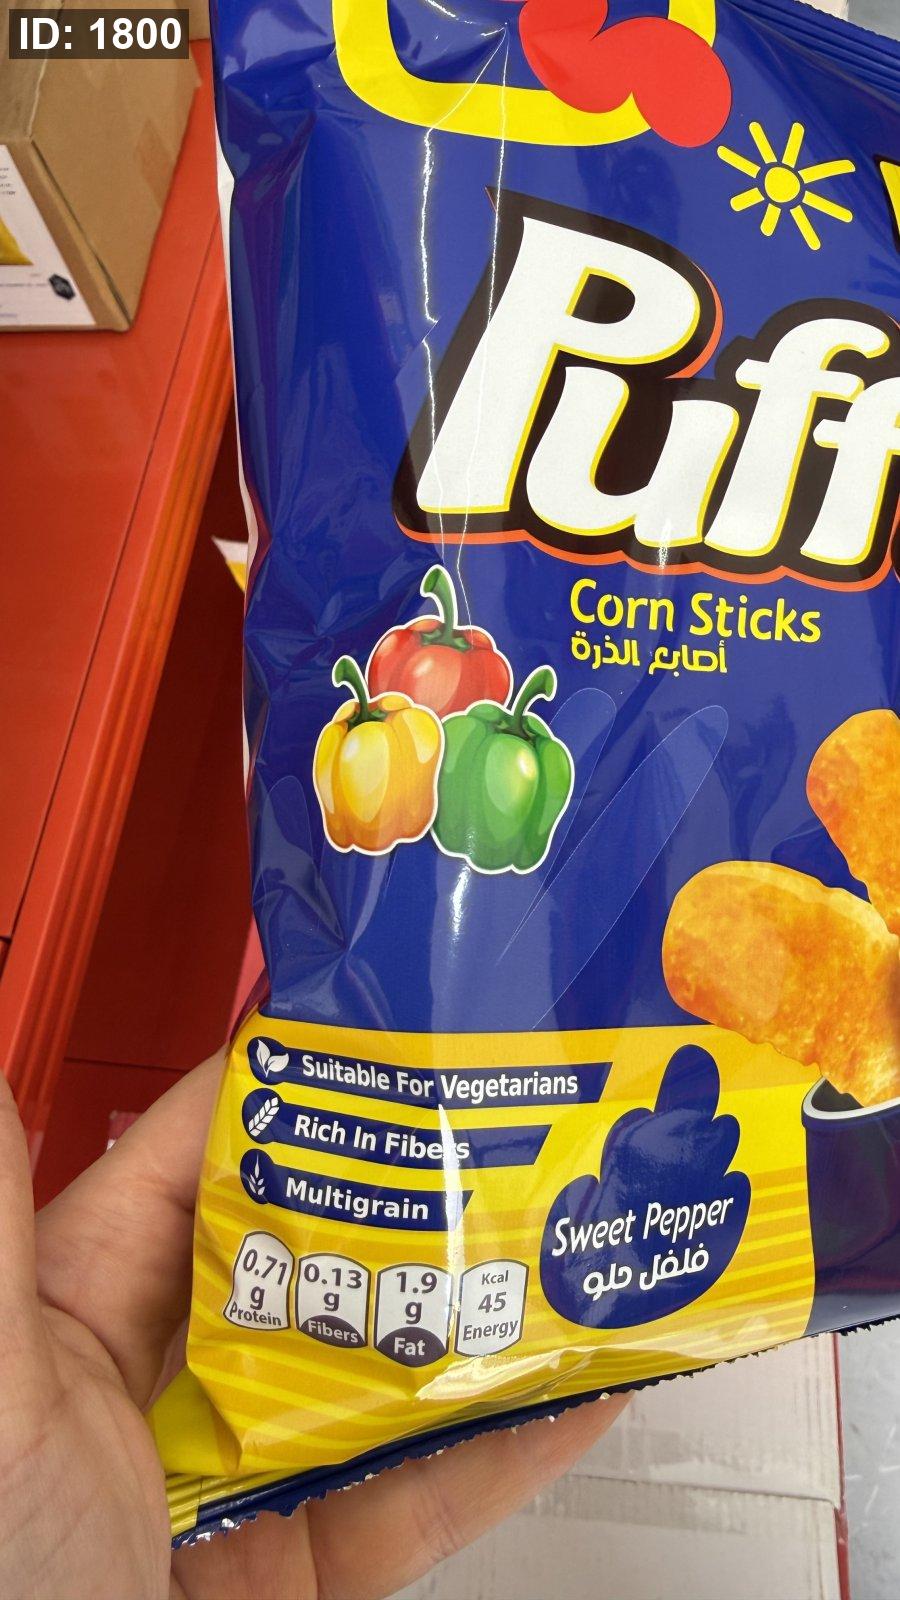 ID: 1800
Puff
Corn Sticks
أصابع الذرة
Suitable For Vegetarians
Rich In Fibers
Multigrain
Sweet Pepper
فلفل حلو
0.71 g Protein
0.13 g Fibers
1.9 g Fat
Kcal 45 Energy